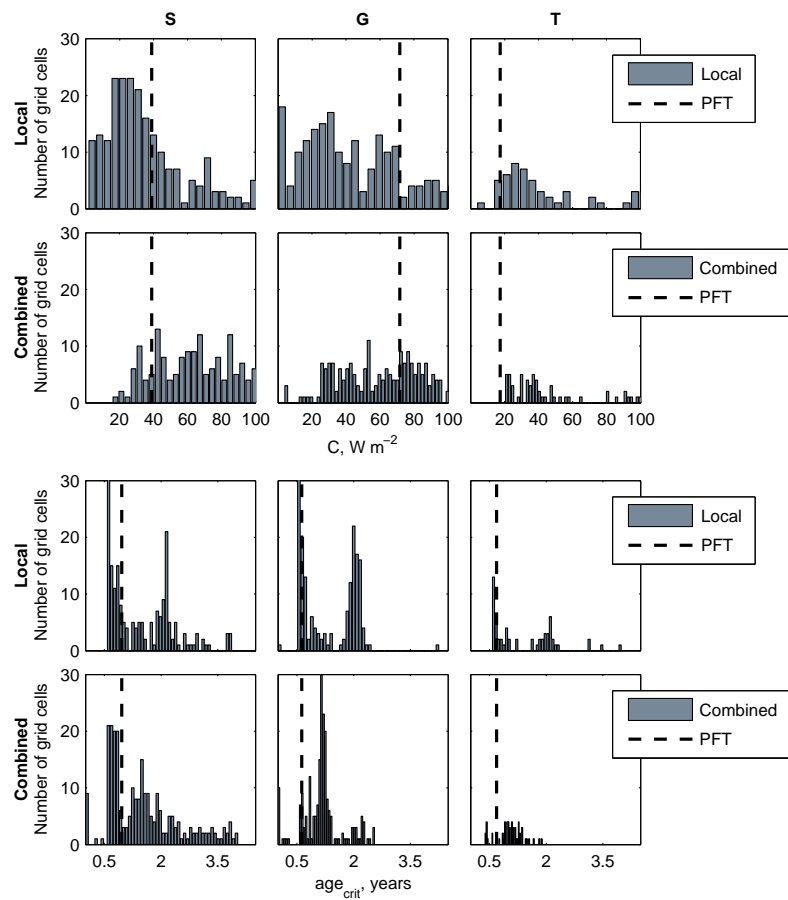 S G T
30
20
10
0
Local
Number of grid cells
Local
PFT
30
20
10
0
Combined
Number of grid cells
Combined
PFT
20 40 60 80 100 20 40 60 80 100 20 40 60 80 100
C, W m−2
30
20
10
0
Local
Number of grid cells
Local
PFT
30
20
10
0
Combined
Number of grid cells
Combined
PFT
0.5 2 3.5 0.5 2 3.5 0.5 2 3.5
agecrit, years